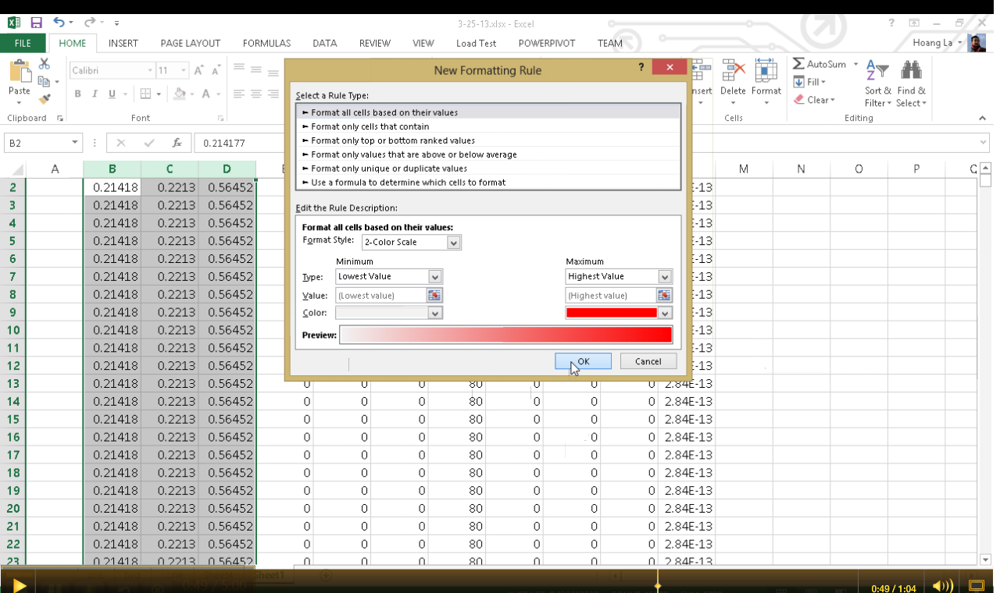 3-25-13.xlsx - Excel
?
FILE HOME INSERT PAGE LAYOUT FORMULAS DATA REVIEW VIEW Load Test POWERPIVOT TEAM Hoang La
Paste
Clipboard
Calibri 11
B I U
Font
Delete Format
Cells
AutoSum
Fill
Clear
Sort & Filter
Find & Select
Editing
B2 fx 0.214177
New Formatting Rule ?
Select a Rule Type:
► Format all cells based on their values
► Format only cells that contain
► Format only top or bottom ranked values
► Format only values that are above or below average
► Format only unique or duplicate values
► Use a formula to determine which cells to format
Edit the Rule Description:
Format all cells based on their values:
Format Style: 2-Color Scale
Minimum Maximum
Type: Lowest Value Highest Value
Value: (Lowest value) (Highest value)
Color:
Preview:
OK Cancel
A B C D M N O P
2 0.21418 0.2213 0.56452
3 0.21418 0.2213 0.56452
4 0.21418 0.2213 0.56452
5 0.21418 0.2213 0.56452
6 0.21418 0.2213 0.56452
7 0.21418 0.2213 0.56452
8 0.21418 0.2213 0.56452
9 0.21418 0.2213 0.56452
10 0.21418 0.2213 0.56452
11 0.21418 0.2213 0.56452
12 0.21418 0.2213 0.56452
13 0.21418 0.2213 0.56452 0 0 0 80 0 0 0 2.84E-13
14 0.21418 0.2213 0.56452 0 0 0 80 0 0 0 2.84E-13
15 0.21418 0.2213 0.56452 0 0 0 80 0 0 0 2.84E-13
16 0.21418 0.2213 0.56452 0 0 0 80 0 0 0 2.84E-13
17 0.21418 0.2213 0.56452 0 0 0 80 0 0 0 2.84E-13
18 0.21418 0.2213 0.56452 0 0 0 80 0 0 0 2.84E-13
19 0.21418 0.2213 0.56452 0 0 0 80 0 0 0 2.84E-13
20 0.21418 0.2213 0.56452 0 0 0 80 0 0 0 2.84E-13
21 0.21418 0.2213 0.56452 0 0 0 80 0 0 0 2.84E-13
22 0.21418 0.2213 0.56452 0 0 0 80 0 0 0 2.84E-13
23 0.21418 0.2213 0.56452 0 0 0 80 0 0 0 2.84E-13
Sheet1
0:49 / 1:04